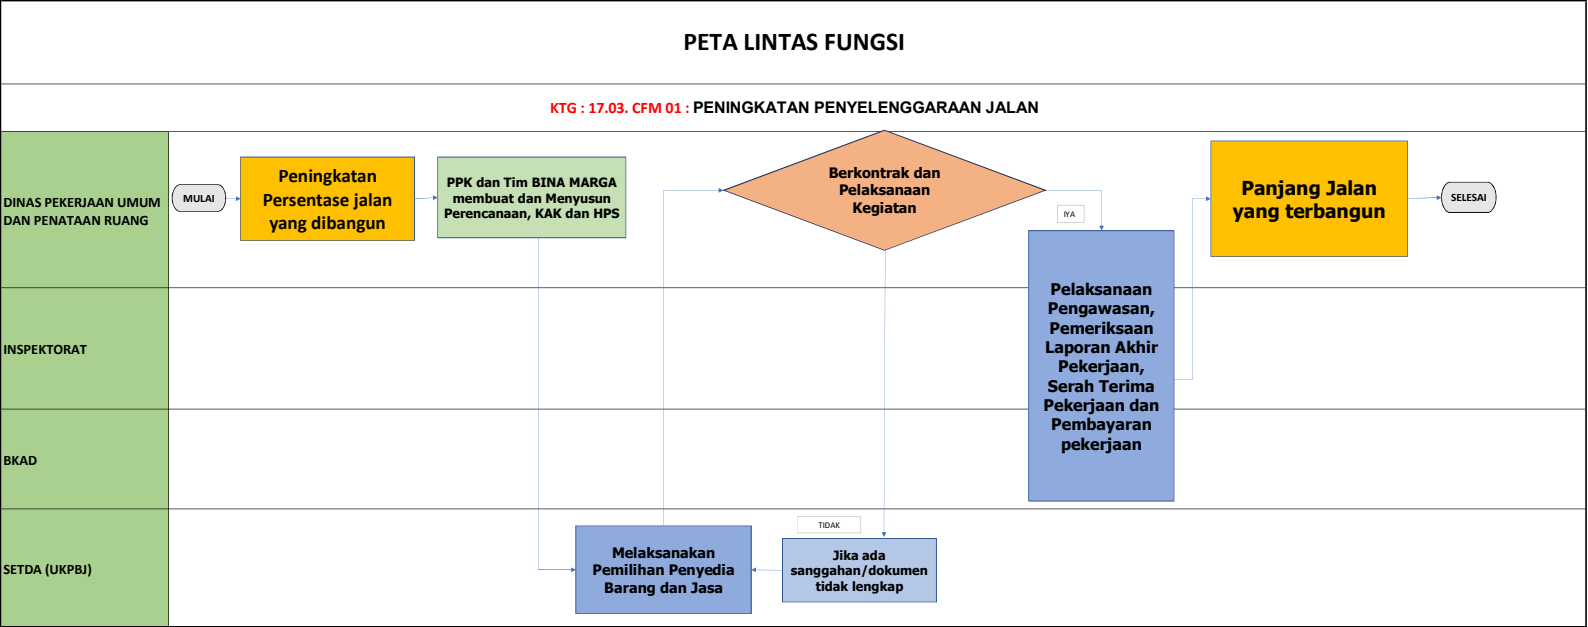 PETA LINTAS FUNGSI
KTG : 17.03. CFM 01 : PENINGKATAN PENYELENGGARAAN JALAN
DINAS PEKERJAAN UMUM
DAN PENATAAN RUANG
MULAI
Peningkatan
Persentase jalan
yang dibangun
PPK dan Tim BINA MARGA
membuat dan Menyusun
Perencanaan, KAK dan HPS
Berkontrak dan
Pelaksanaan
Kegiatan
IYA
Panjang Jalan
yang terbangun
SELESAI
Pelaksanaan
Pengawasan,
Pemeriksaan
Laporan Akhir
Pekerjaan,
Serah Terima
Pekerjaan dan
Pembayaran
pekerjaan
INSPEKTORAT
BKAD
SETDA (UKPBJ)
Melaksanakan
Pemilihan Penyedia
Barang dan Jasa
TIDAK
Jika ada
sanggahan/dokumen
tidak lengkap